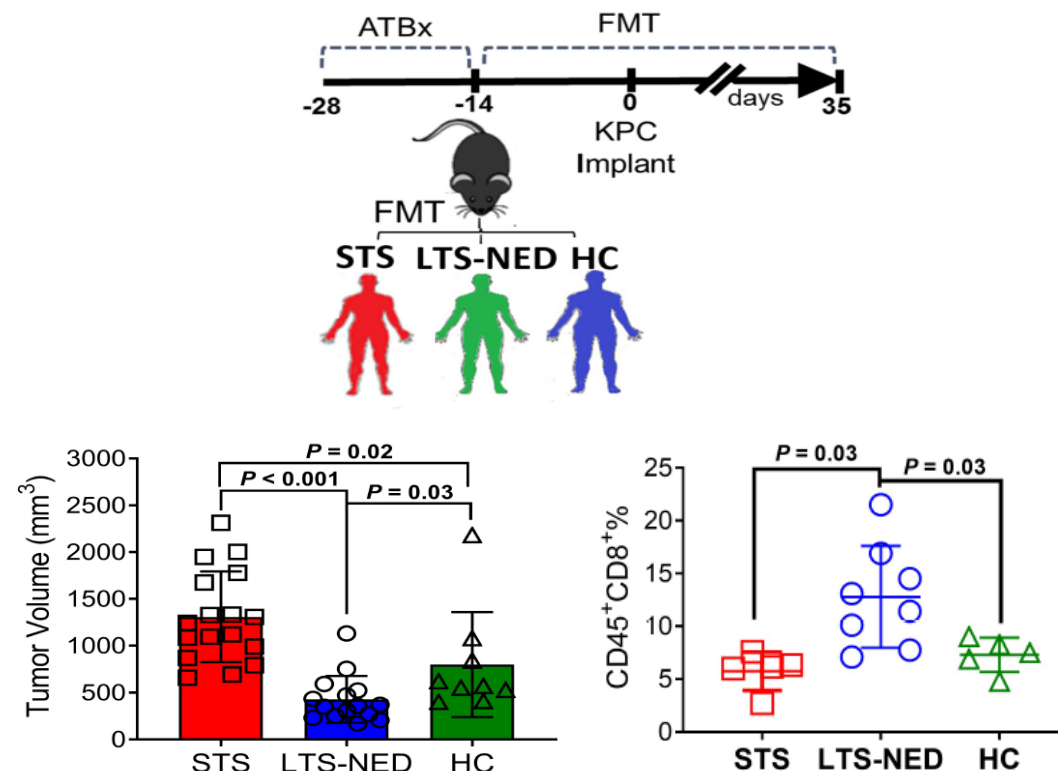 ATBx FMT
-28 -14 0 days 35
KPC
Implant
FMT
STS LTS-NED HC
P = 0.02
P < 0.001
P = 0.03
Tumor Volume (mm³)
3000
2500
2000
1500
1000
500
0
STS LTS-NED HC
P = 0.03 P = 0.03
CD45⁺CD8⁺%
25
20
15
10
5
0
STS LTS-NED HC